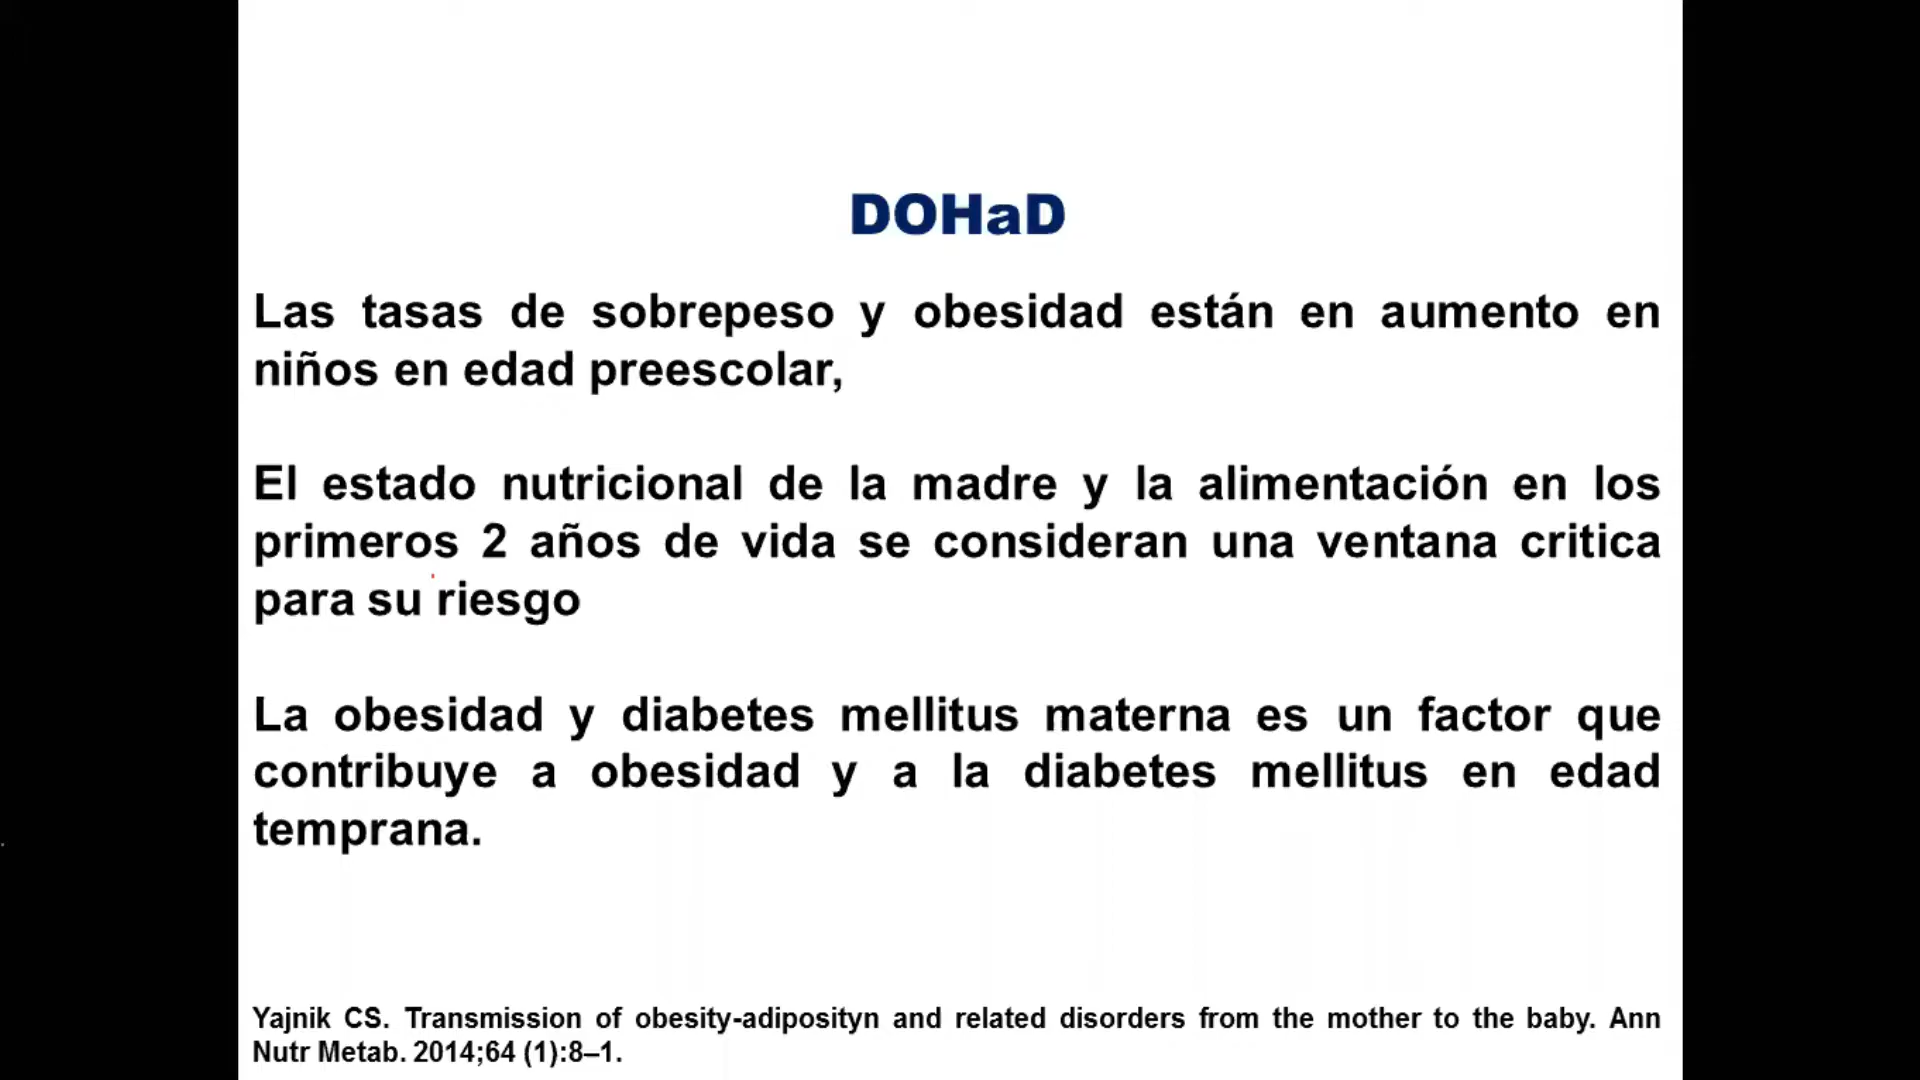 DOHaD
Las tasas de sobrepeso y obesidad están en aumento en
niños en edad preescolar,
El estado nutricional de la madre y la alimentación en los
primeros 2 años de vida se consideran una ventana critica
para su riesgo
La obesidad y diabetes mellitus materna es un factor que
contribuye a obesidad y a la diabetes mellitus en edad
temprana.
Yajnik CS. Transmission of obesity-adiposityn and related disorders from the mother to the baby. Ann
Nutr Metab. 2014;64 (1):8–1.